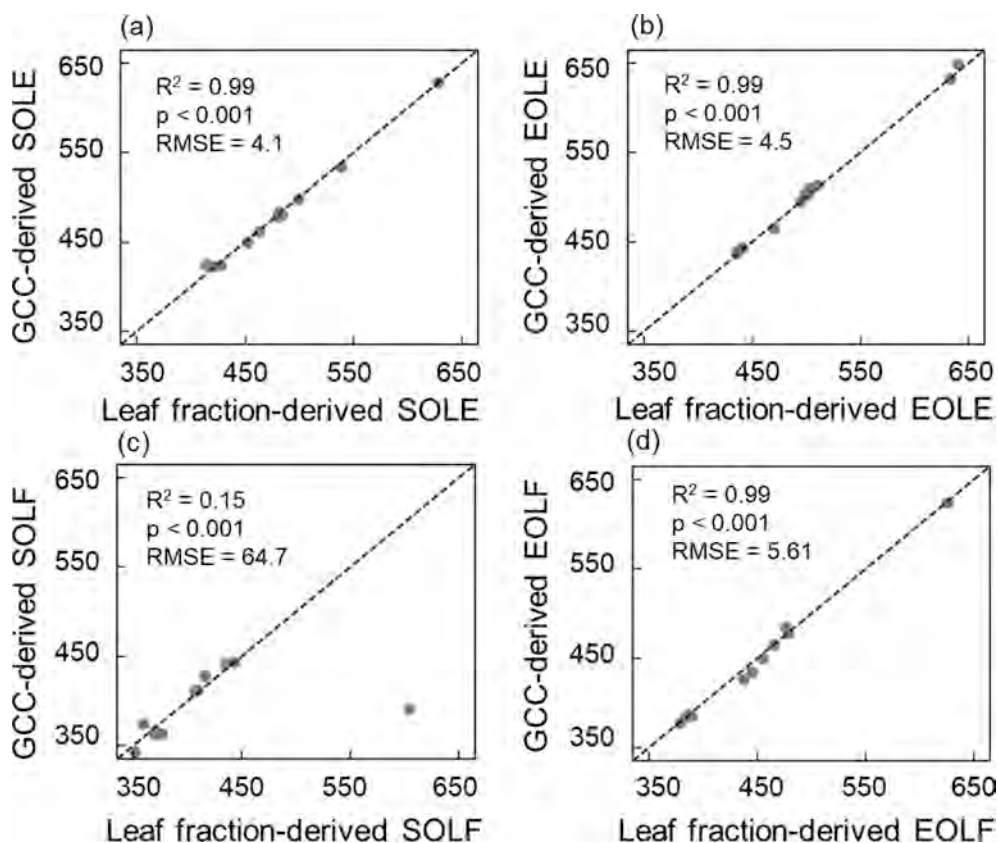 (a)
GCC-derived SOLE
650
550
450
350
R² = 0.99
p < 0.001
RMSE = 4.1
350 450 550 650
Leaf fraction-derived SOLE
(b)
GCC-derived EOLE
650
550
450
350
R² = 0.99
p < 0.001
RMSE = 4.5
350 450 550 650
Leaf fraction-derived EOLE
(c)
GCC-derived SOLF
650
550
450
350
R² = 0.15
p < 0.001
RMSE = 64.7
350 450 550 650
Leaf fraction-derived SOLF
(d)
GCC-derived EOLF
650
550
450
350
R² = 0.99
p < 0.001
RMSE = 5.61
350 450 550 650
Leaf fraction-derived EOLF